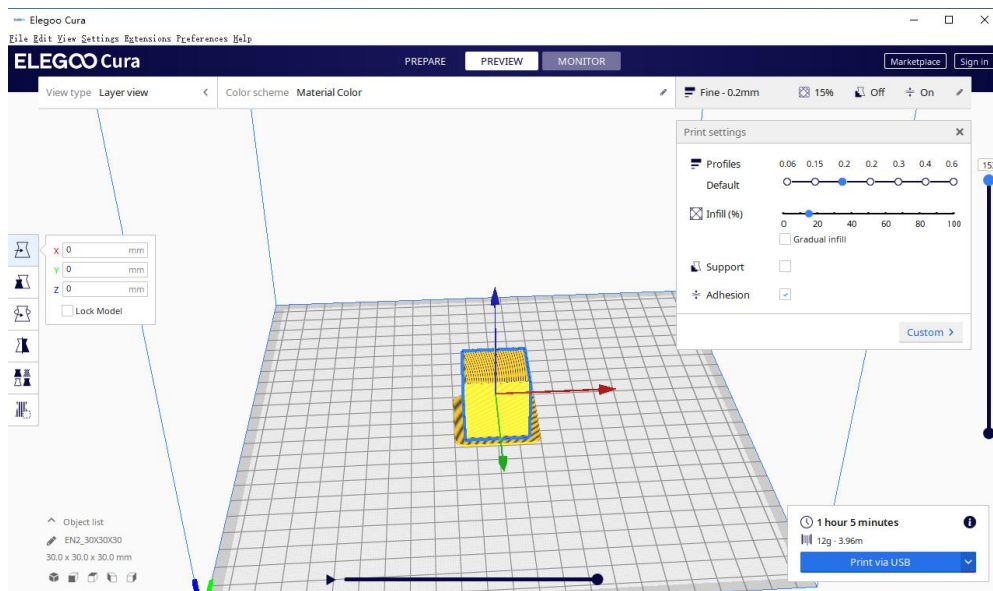 Elegoo Cura
File Edit View Settings Extensions Preferences Help
ELEGOO Cura PREPARE PREVIEW MONITOR Marketplace Sign in
View type Layer view Color scheme Material Color Fine - 0.2mm 15% Off On
Print settings
Profiles 0.06 0.15 0.2 0.2 0.3 0.4 0.6
Default
Infill (%)
0 20 40 60 80 100
Gradual infill
Support
Adhesion
Custom
X 0 mm
Y 0 mm
Z 0 mm
Lock Model
Object list
EN2_30X30X30
30.0 x 30.0 x 30.0 mm
1 hour 5 minutes
12g · 3.96m
Print via USB